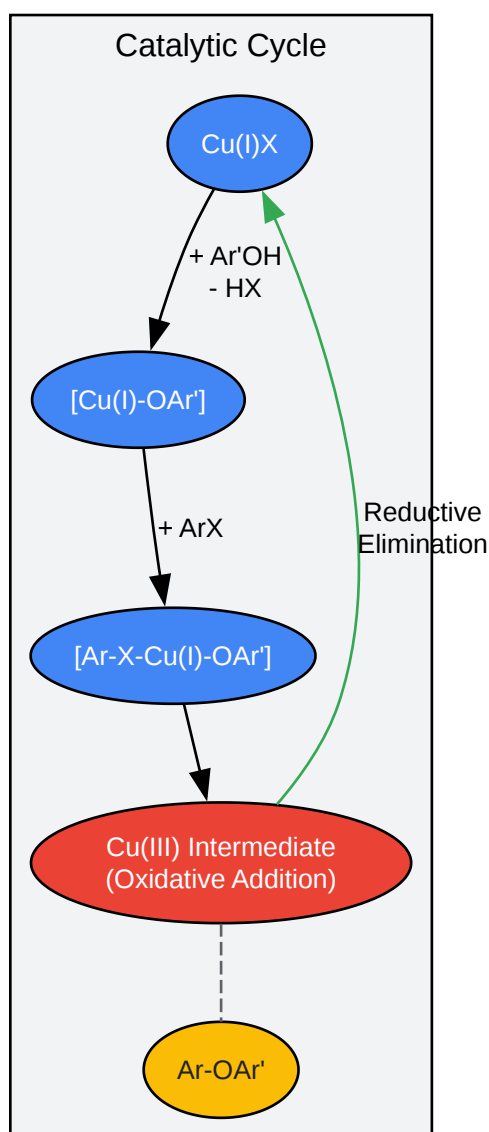 Catalytic Cycle
Cu(I)X
+ Ar'OH
- HX
[Cu(I)-OAr']
+ ArX
Reductive
Elimination
[Ar-X-Cu(I)-OAr']
Cu(III) Intermediate
(Oxidative Addition)
Ar-OAr'